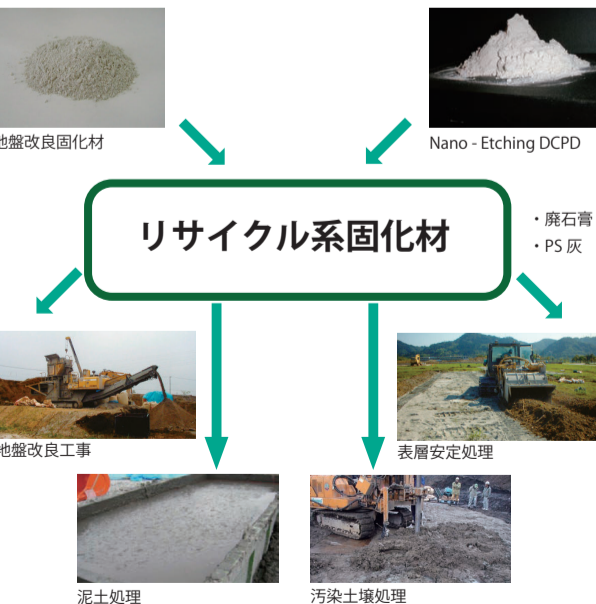 地盤改良固化材
Nano - Etching DCPD
リサイクル系固化材
・廃石膏
・PS 灰
地盤改良工事
表層安定処理
泥土処理
汚染土壌処理